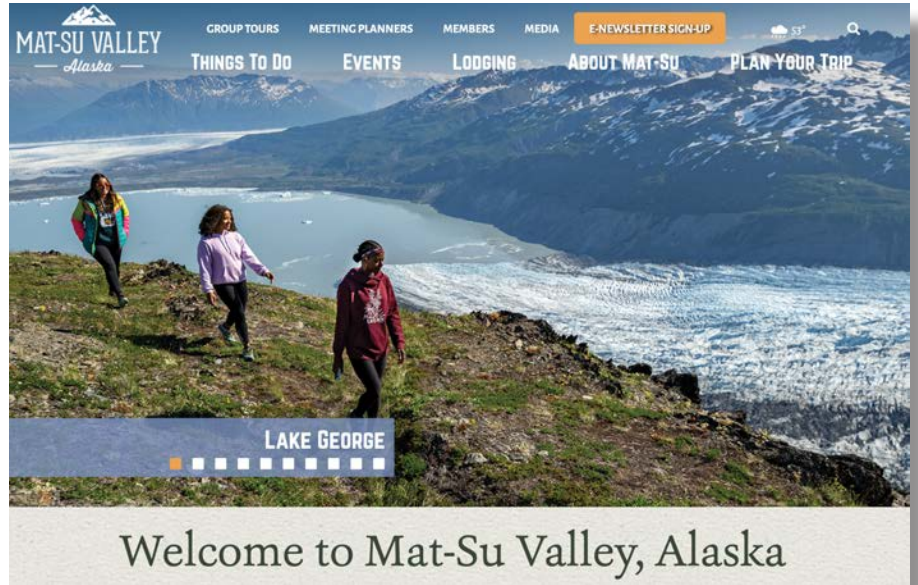 MAT-SU VALLEY
Alaska
GROUP TOURS MEETING PLANNERS MEMBERS MEDIA E-NEWSLETTER SIGN-UP 53°
THINGS TO DO EVENTS LODGING ABOUT MAT-SU PLAN YOUR TRIP
LAKE GEORGE
Welcome to Mat-Su Valley, Alaska